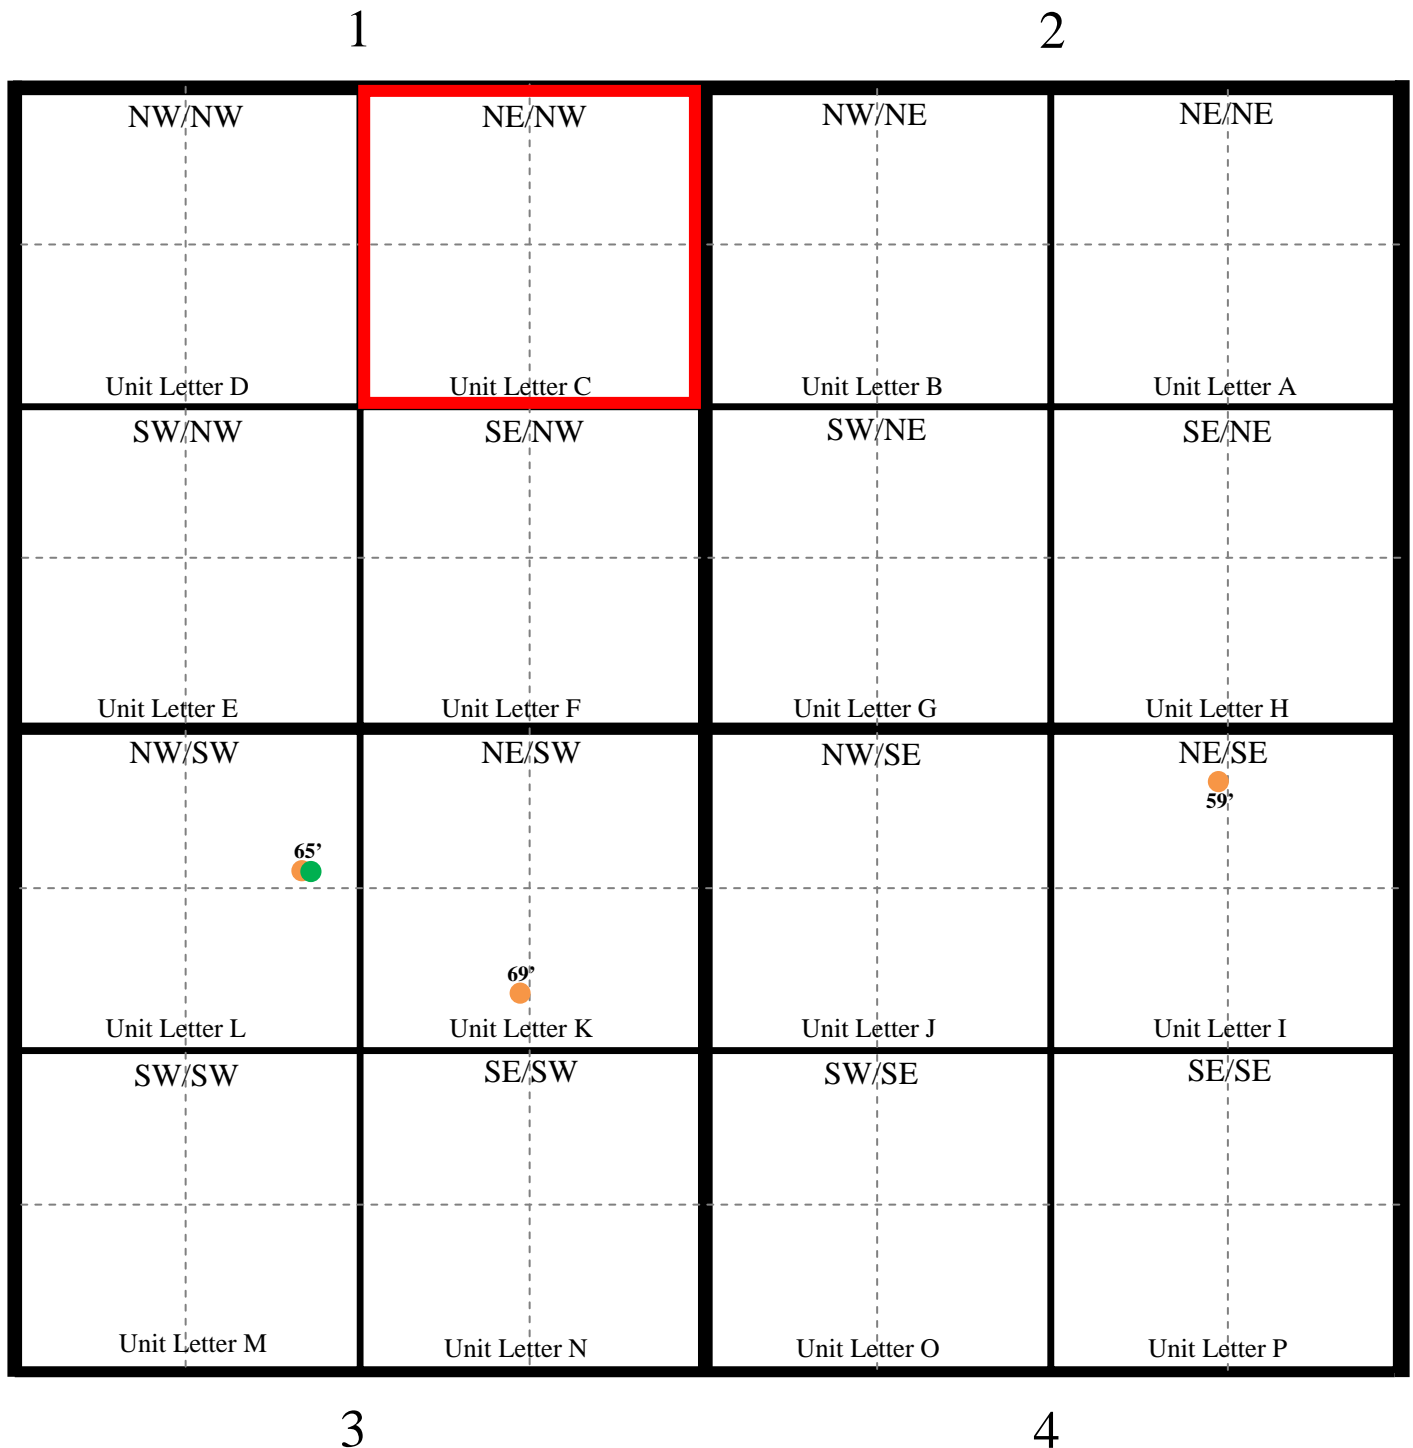 1 2
NW/NW NE/NW NW/NE NE/NE
Unit Letter D Unit Letter C Unit Letter B Unit Letter A
SW/NW SE/NW SW/NE SE/NE
Unit Letter E Unit Letter F Unit Letter G Unit Letter H
NW/SW NE/SW NW/SE NE/SE
59’
65’
69’
Unit Letter L Unit Letter K Unit Letter J Unit Letter I
SW/SW SE/SW SW/SE SE/SE
Unit Letter M Unit Letter N Unit Letter O Unit Letter P
3 4